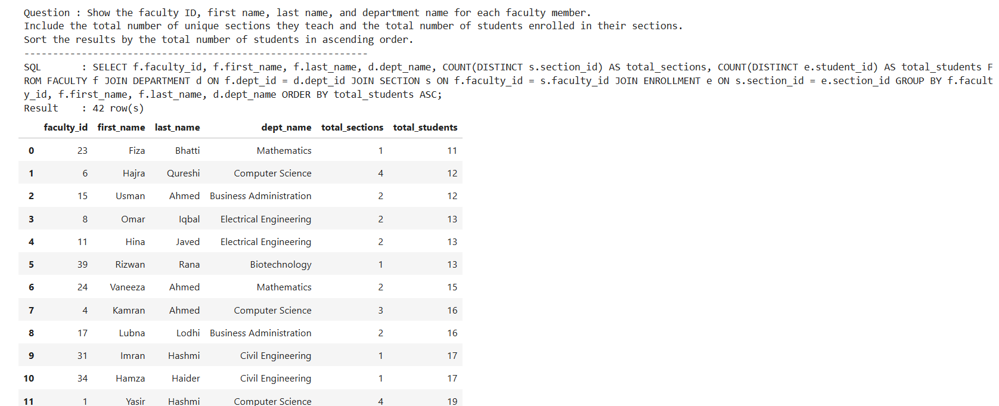 Question : Show the faculty ID, first name, last name, and department name for each faculty member.
Include the total number of unique sections they teach and the total number of students enrolled in their sections.
Sort the results by the total number of students in ascending order.
------------------------------------------------------------
SQL       : SELECT f.faculty_id, f.first_name, f.last_name, d.dept_name, COUNT(DISTINCT s.section_id) AS total_sections, COUNT(DISTINCT e.student_id) AS total_students F
ROM FACULTY f JOIN DEPARTMENT d ON f.dept_id = d.dept_id JOIN SECTION s ON f.faculty_id = s.faculty_id JOIN ENROLLMENT e ON s.section_id = e.section_id GROUP BY f.facult
y_id, f.first_name, f.last_name, d.dept_name ORDER BY total_students ASC;
Result    : 42 row(s)
faculty_id first_name last_name dept_name total_sections total_students
0 23 Fiza Bhatti Mathematics 1 11
1 6 Hajra Qureshi Computer Science 4 12
2 15 Usman Ahmed Business Administration 2 12
3 8 Omar Iqbal Electrical Engineering 2 13
4 11 Hina Javed Electrical Engineering 2 13
5 39 Rizwan Rana Biotechnology 1 13
6 24 Vaneeza Ahmed Mathematics 2 15
7 4 Kamran Ahmed Computer Science 3 16
8 17 Lubna Lodhi Business Administration 2 16
9 31 Imran Hashmi Civil Engineering 1 17
10 34 Hamza Haider Civil Engineering 1 17
11 1 Yasir Hashmi Computer Science 4 19